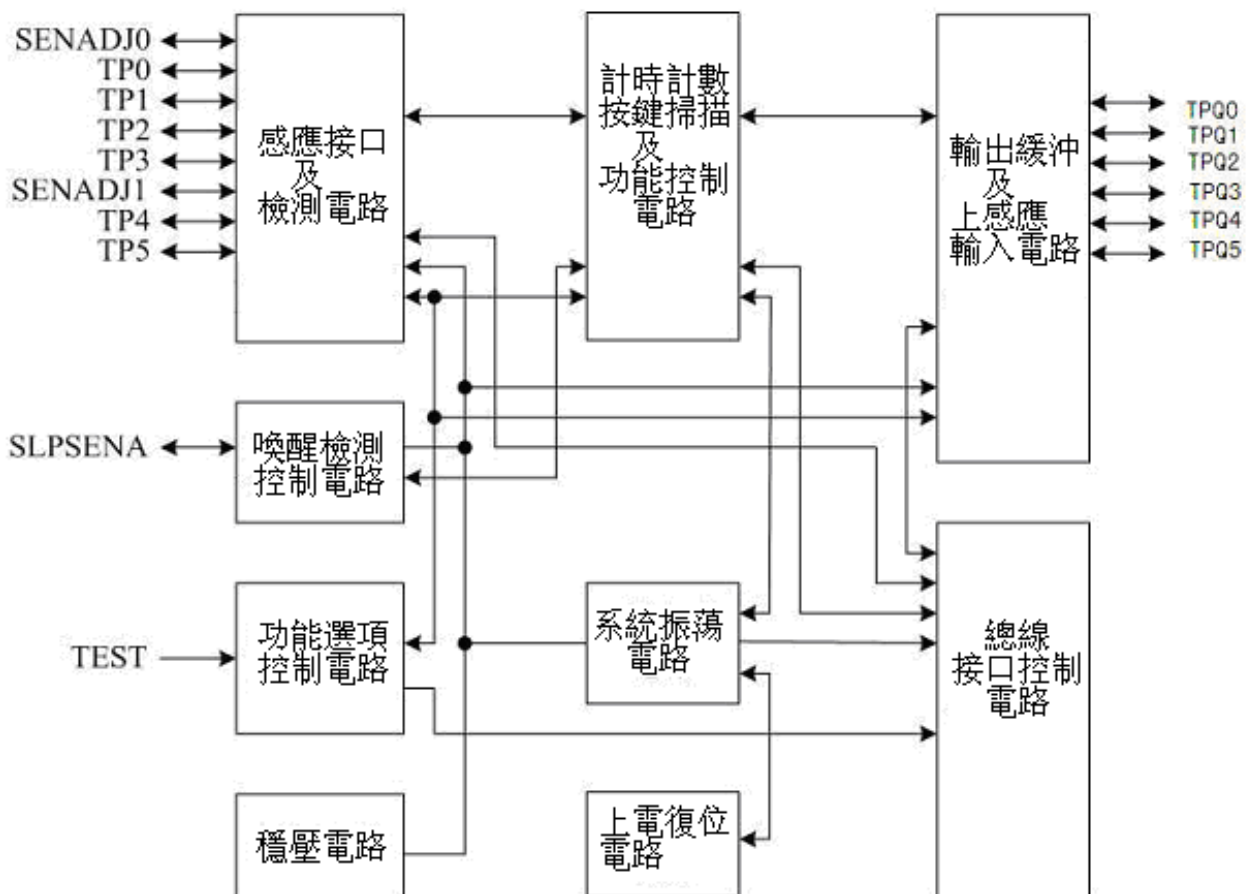 SENADJ0
TP0
TP1
TP2
TP3
SENADJ1
TP4
TP5
感應接口
及
檢測電路
計時計數
按鍵掃描
及
功能控制
電路
輸出緩沖
及
上感應
輸入電路
TPQ0
TPQ1
TPQ2
TPQ3
TPQ4
TPQ5
SLPSENA
喚醒檢測
控制電路
TEST
功能選項
控制電路
系統振蕩
電路
總線
接口控制
電路
穩壓電路
上電復位
電路